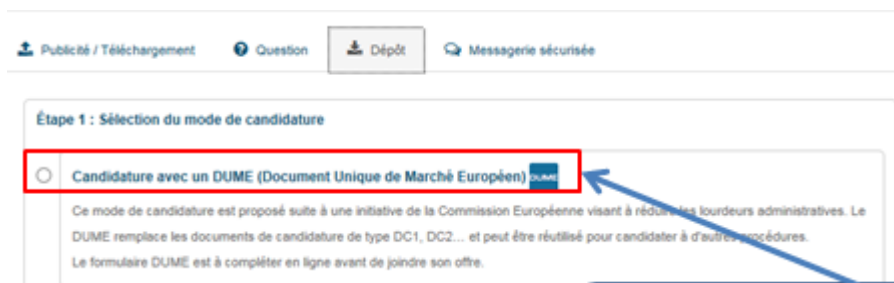 Publicité / Téléchargement Question Dépôt Messagerie sécurisée
Étape 1 : Sélection du mode de candidature
Candidature avec un DUME (Document Unique de Marché Européen) DUME
Ce mode de candidature est proposé suite à une initiative de la Commission Européenne visant à réduire les lourdeurs administratives. Le
DUME remplace les documents de candidature de type DC1, DC2... et peut être réutilisé pour candidater à d'autres procédures.
Le formulaire DUME est à compléter en ligne avant de joindre son offre.